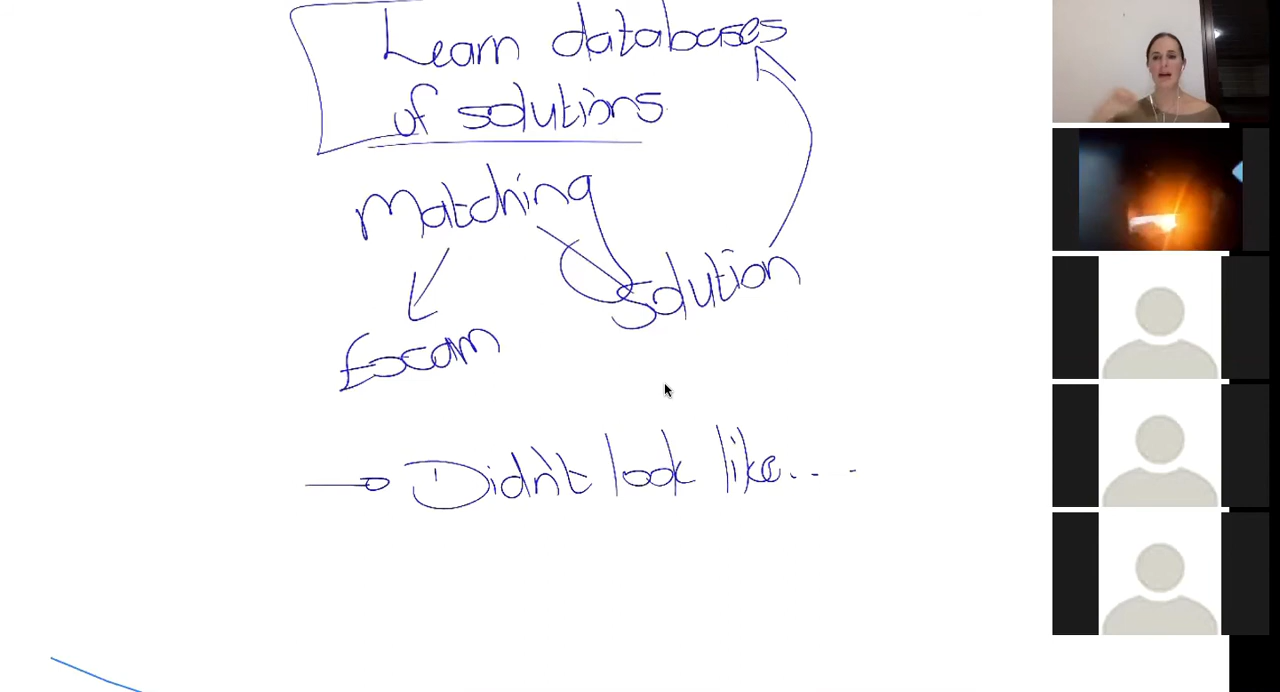 Learn databases
of solutions
Matching
Solution
Exam
Didn't look like...